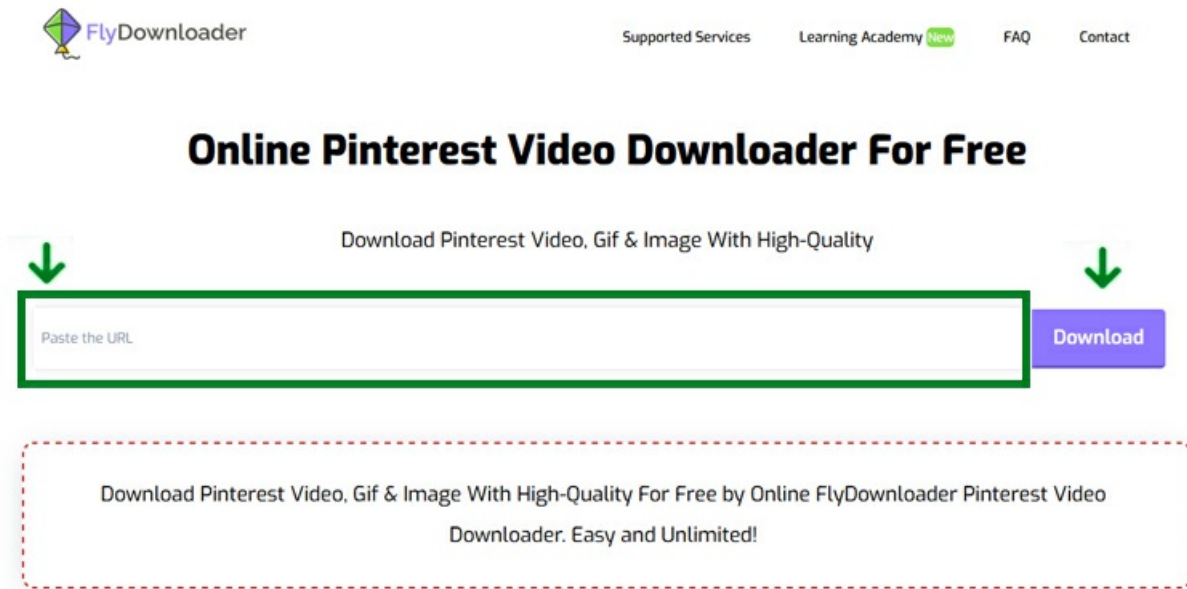 FlyDownloader
Supported Services Learning Academy New FAQ Contact
Online Pinterest Video Downloader For Free
Download Pinterest Video, Gif & Image With High-Quality
Paste the URL
Download
Download Pinterest Video, Gif & Image With High-Quality For Free by Online FlyDownloader Pinterest Video
Downloader. Easy and Unlimited!